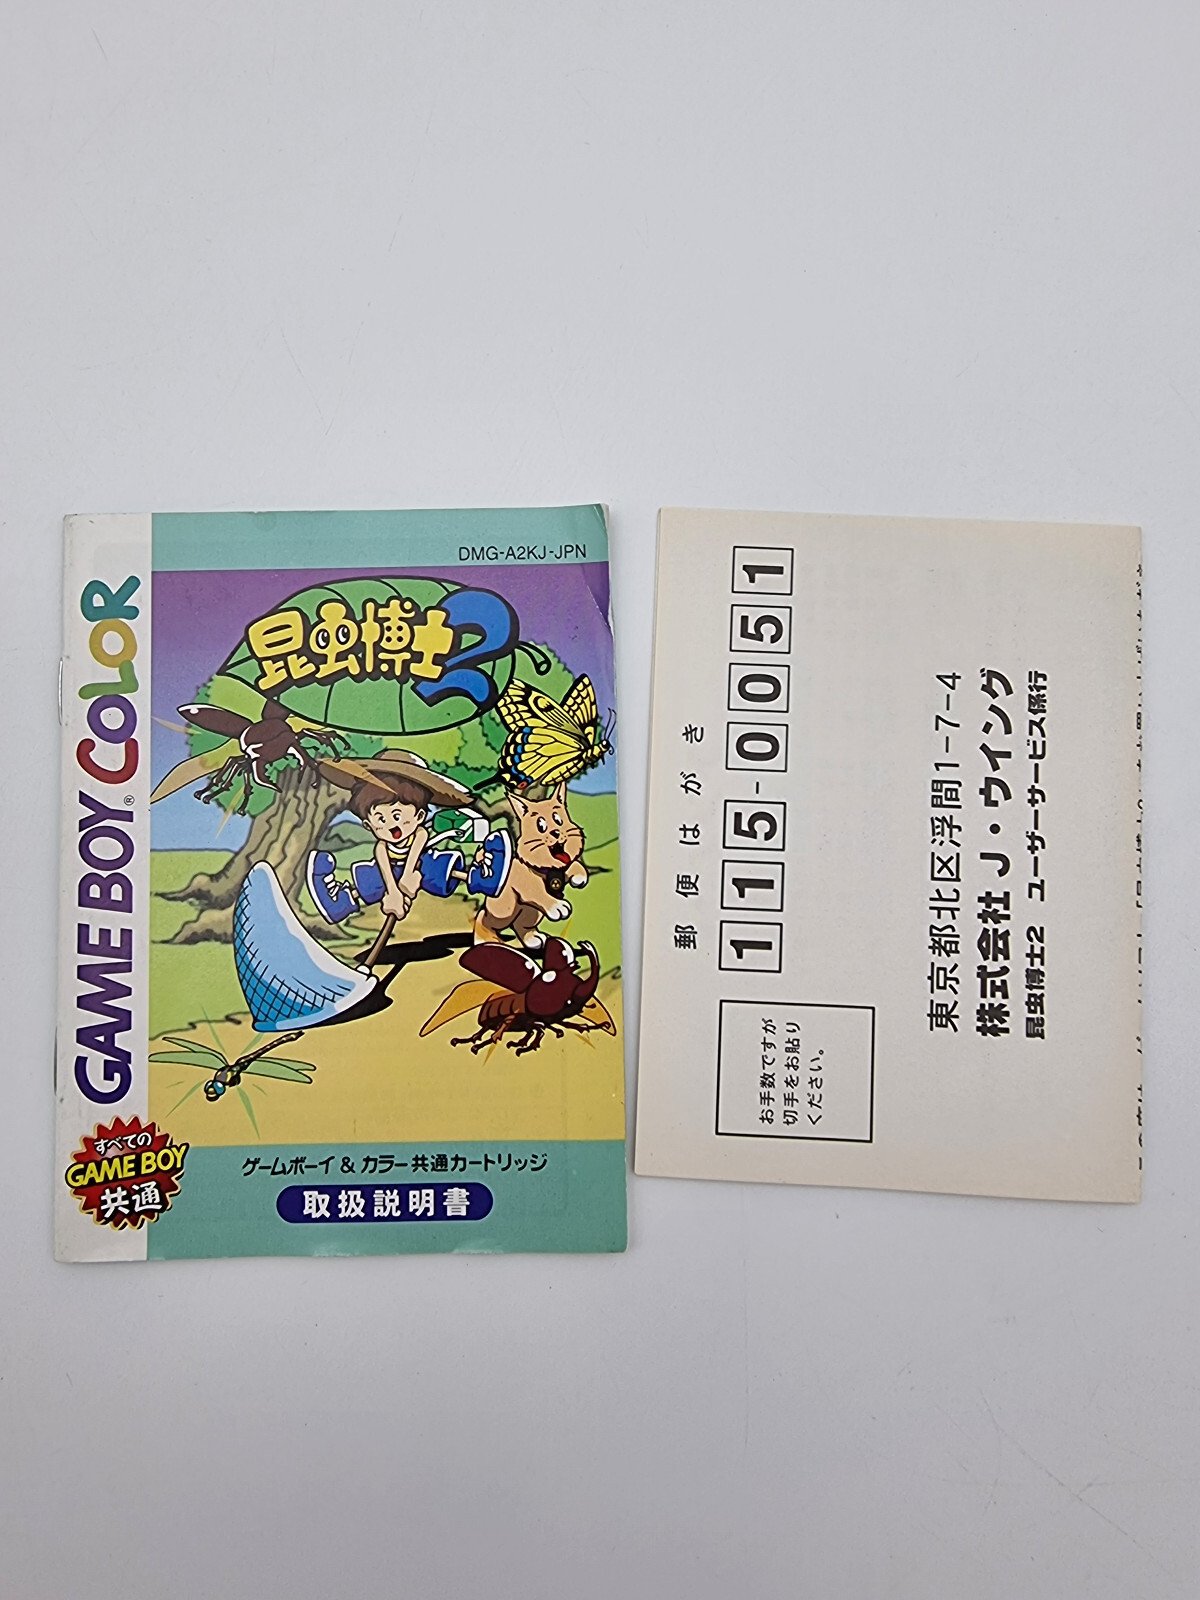 DMG-A2KJ-JPN
GAME BOY® COLOR
昆虫博士2
すべての
GAME BOY
共通
ゲームボーイ & カラー共通カートリッジ
取扱説明書
郵便はがき
115-0051
お手数ですが
切手をお貼り
ください。
東京都北区浮間1-7-4
株式会社 J・ウイング
昆虫博士2 ユーザーサービス係行